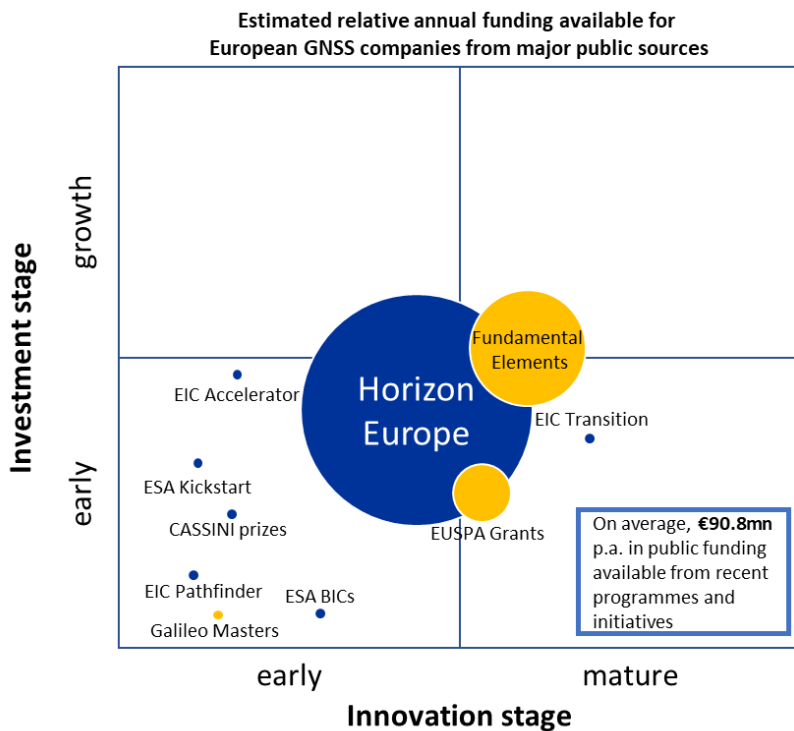 Estimated relative annual funding available for
European GNSS companies from major public sources
Investment stage
growth
early
Fundamental
Elements
EIC Accelerator
Horizon
Europe
EIC Transition
ESA Kickstart
CASSINI prizes
EUSPA Grants
EIC Pathfinder
ESA BICs
Galileo Masters
On average, €90.8mn
p.a. in public funding
available from recent
programmes and
initiatives
early
mature
Innovation stage